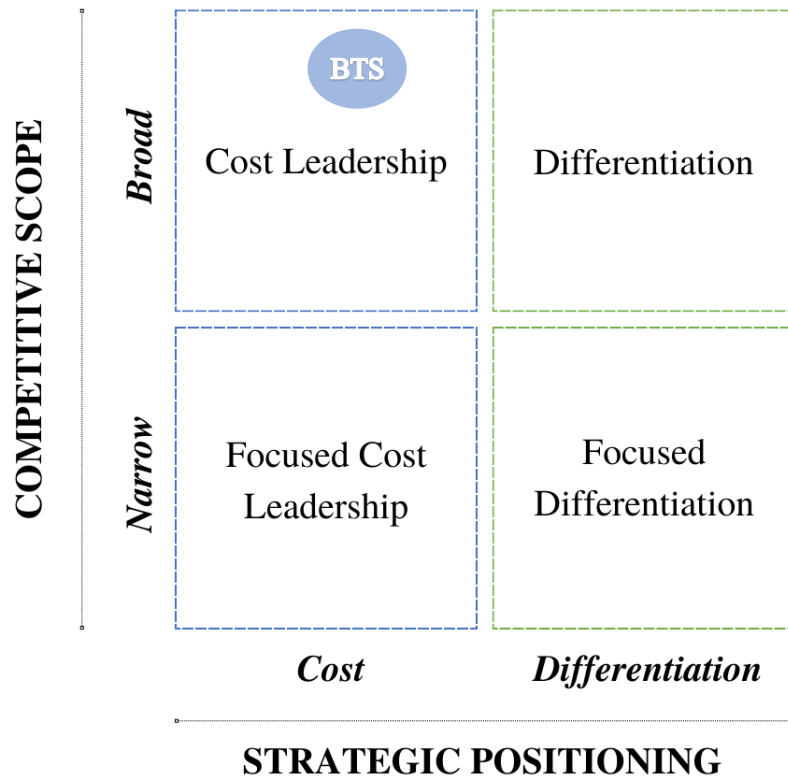 COMPETITIVE SCOPE
Broad
BTS
Cost Leadership
Differentiation
Narrow
Focused Cost
Leadership
Focused
Differentiation
Cost
Differentiation
STRATEGIC POSITIONING